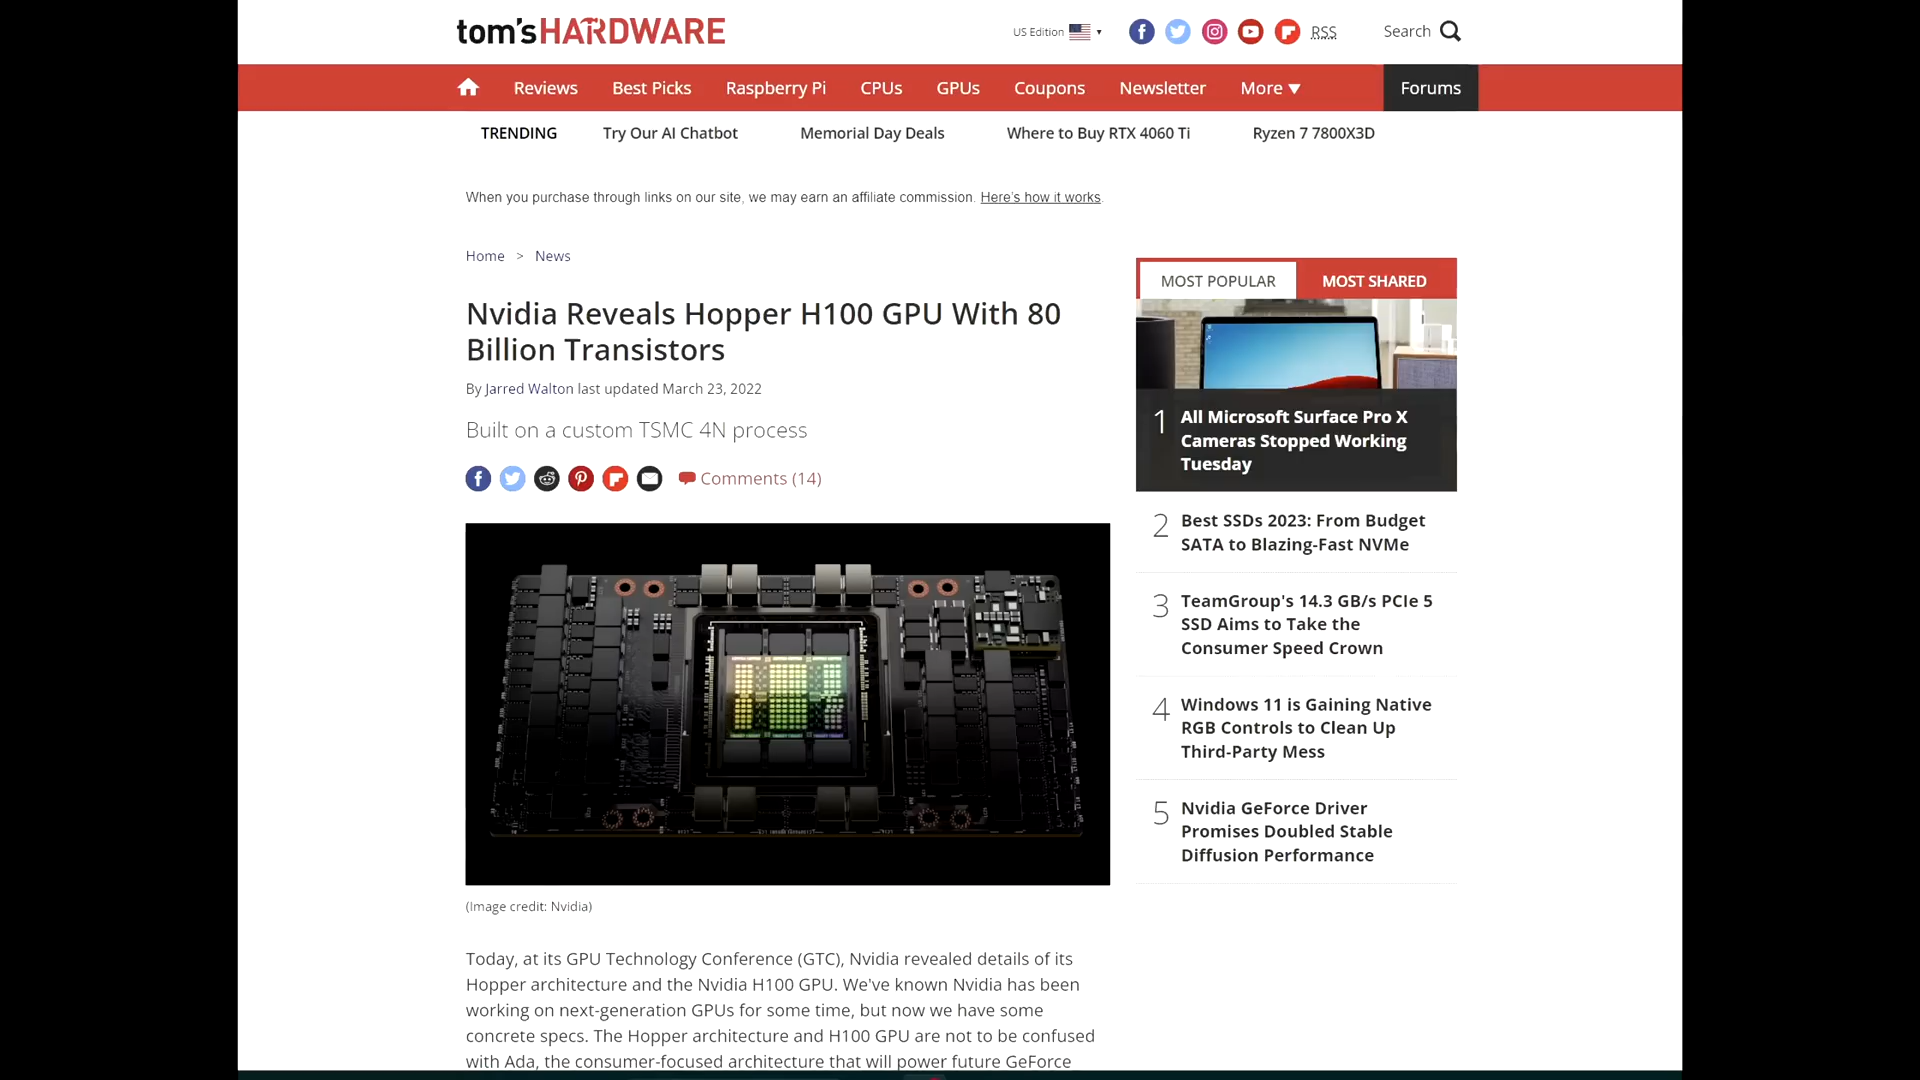 tom'sHARDWARE
US Edition
RSS
Search
Reviews
Best Picks
Raspberry Pi
CPUs
GPUs
Coupons
Newsletter
More ▼
Forums
TRENDING
Try Our AI Chatbot
Memorial Day Deals
Where to Buy RTX 4060 Ti
Ryzen 7 7800X3D
When you purchase through links on our site, we may earn an affiliate commission. Here's how it works.
Home > News
Nvidia Reveals Hopper H100 GPU With 80
Billion Transistors
By Jarred Walton last updated March 23, 2022
Built on a custom TSMC 4N process
Comments (14)
(Image credit: Nvidia)
Today, at its GPU Technology Conference (GTC), Nvidia revealed details of its
Hopper architecture and the Nvidia H100 GPU. We've known Nvidia has been
working on next-generation GPUs for some time, but now we have some
concrete specs. The Hopper architecture and H100 GPU are not to be confused
with Ada, the consumer-focused architecture that will power future GeForce
MOST POPULAR
MOST SHARED
1
All Microsoft Surface Pro X
Cameras Stopped Working
Tuesday
2
Best SSDs 2023: From Budget
SATA to Blazing-Fast NVMe
3
TeamGroup's 14.3 GB/s PCIe 5
SSD Aims to Take the
Consumer Speed Crown
4
Windows 11 is Gaining Native
RGB Controls to Clean Up
Third-Party Mess
5
Nvidia GeForce Driver
Promises Doubled Stable
Diffusion Performance